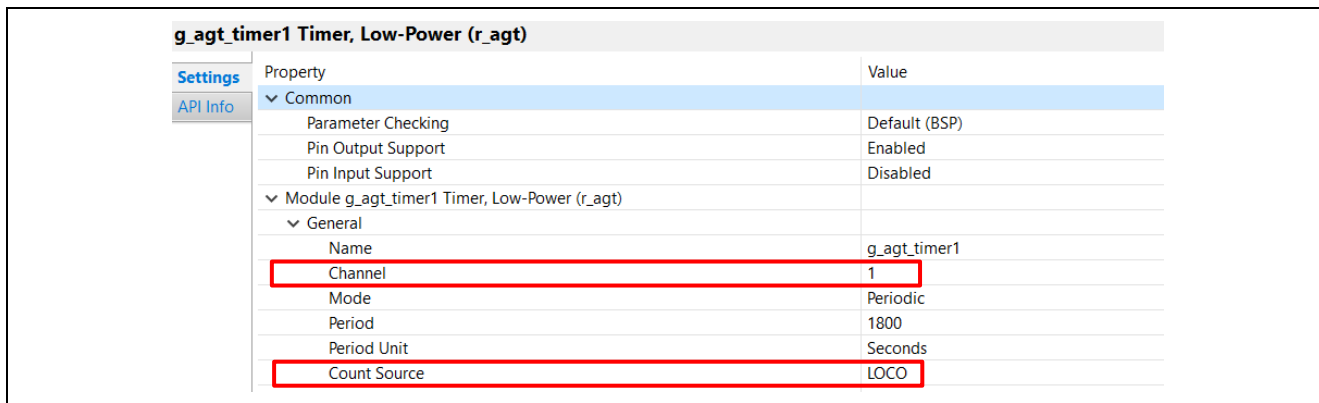 g_agt_timer1 Timer, Low-Power (r_agt)
Settings
API Info
Property Value
Common
Parameter Checking Default (BSP)
Pin Output Support Enabled
Pin Input Support Disabled
Module g_agt_timer1 Timer, Low-Power (r_agt)
General
Name g_agt_timer1
Channel 1
Mode Periodic
Period 1800
Period Unit Seconds
Count Source LOCO